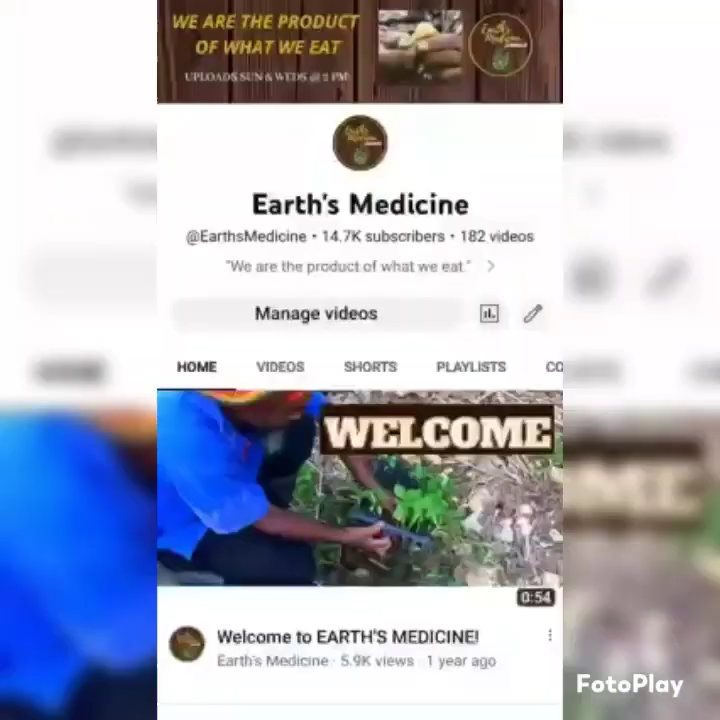 WE ARE THE PRODUCT
OF WHAT WE EAT
UPLOADS SUN & WEDS @ 2 PM
Earth's Medicine
@EarthsMedicine • 14.7K subscribers • 182 videos
"We are the product of what we eat."
Manage videos
HOME VIDEOS SHORTS PLAYLISTS CO
WELCOME
0:54
Welcome to EARTH'S MEDICINE!
Earth's Medicine · 5.9K views · 1 year ago
FotoPlay